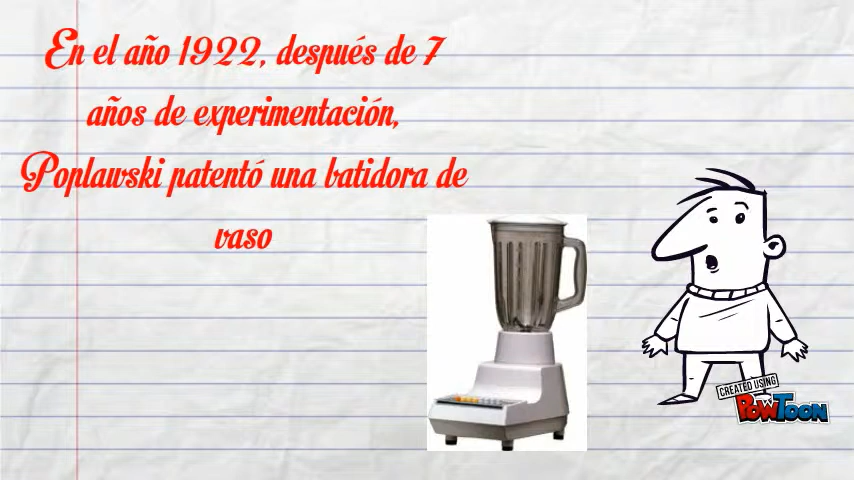 En el año 1922, después de 7
años de experimentación,
Poplawski patentó una batidora de
vaso
CREATED USING
POWTOON